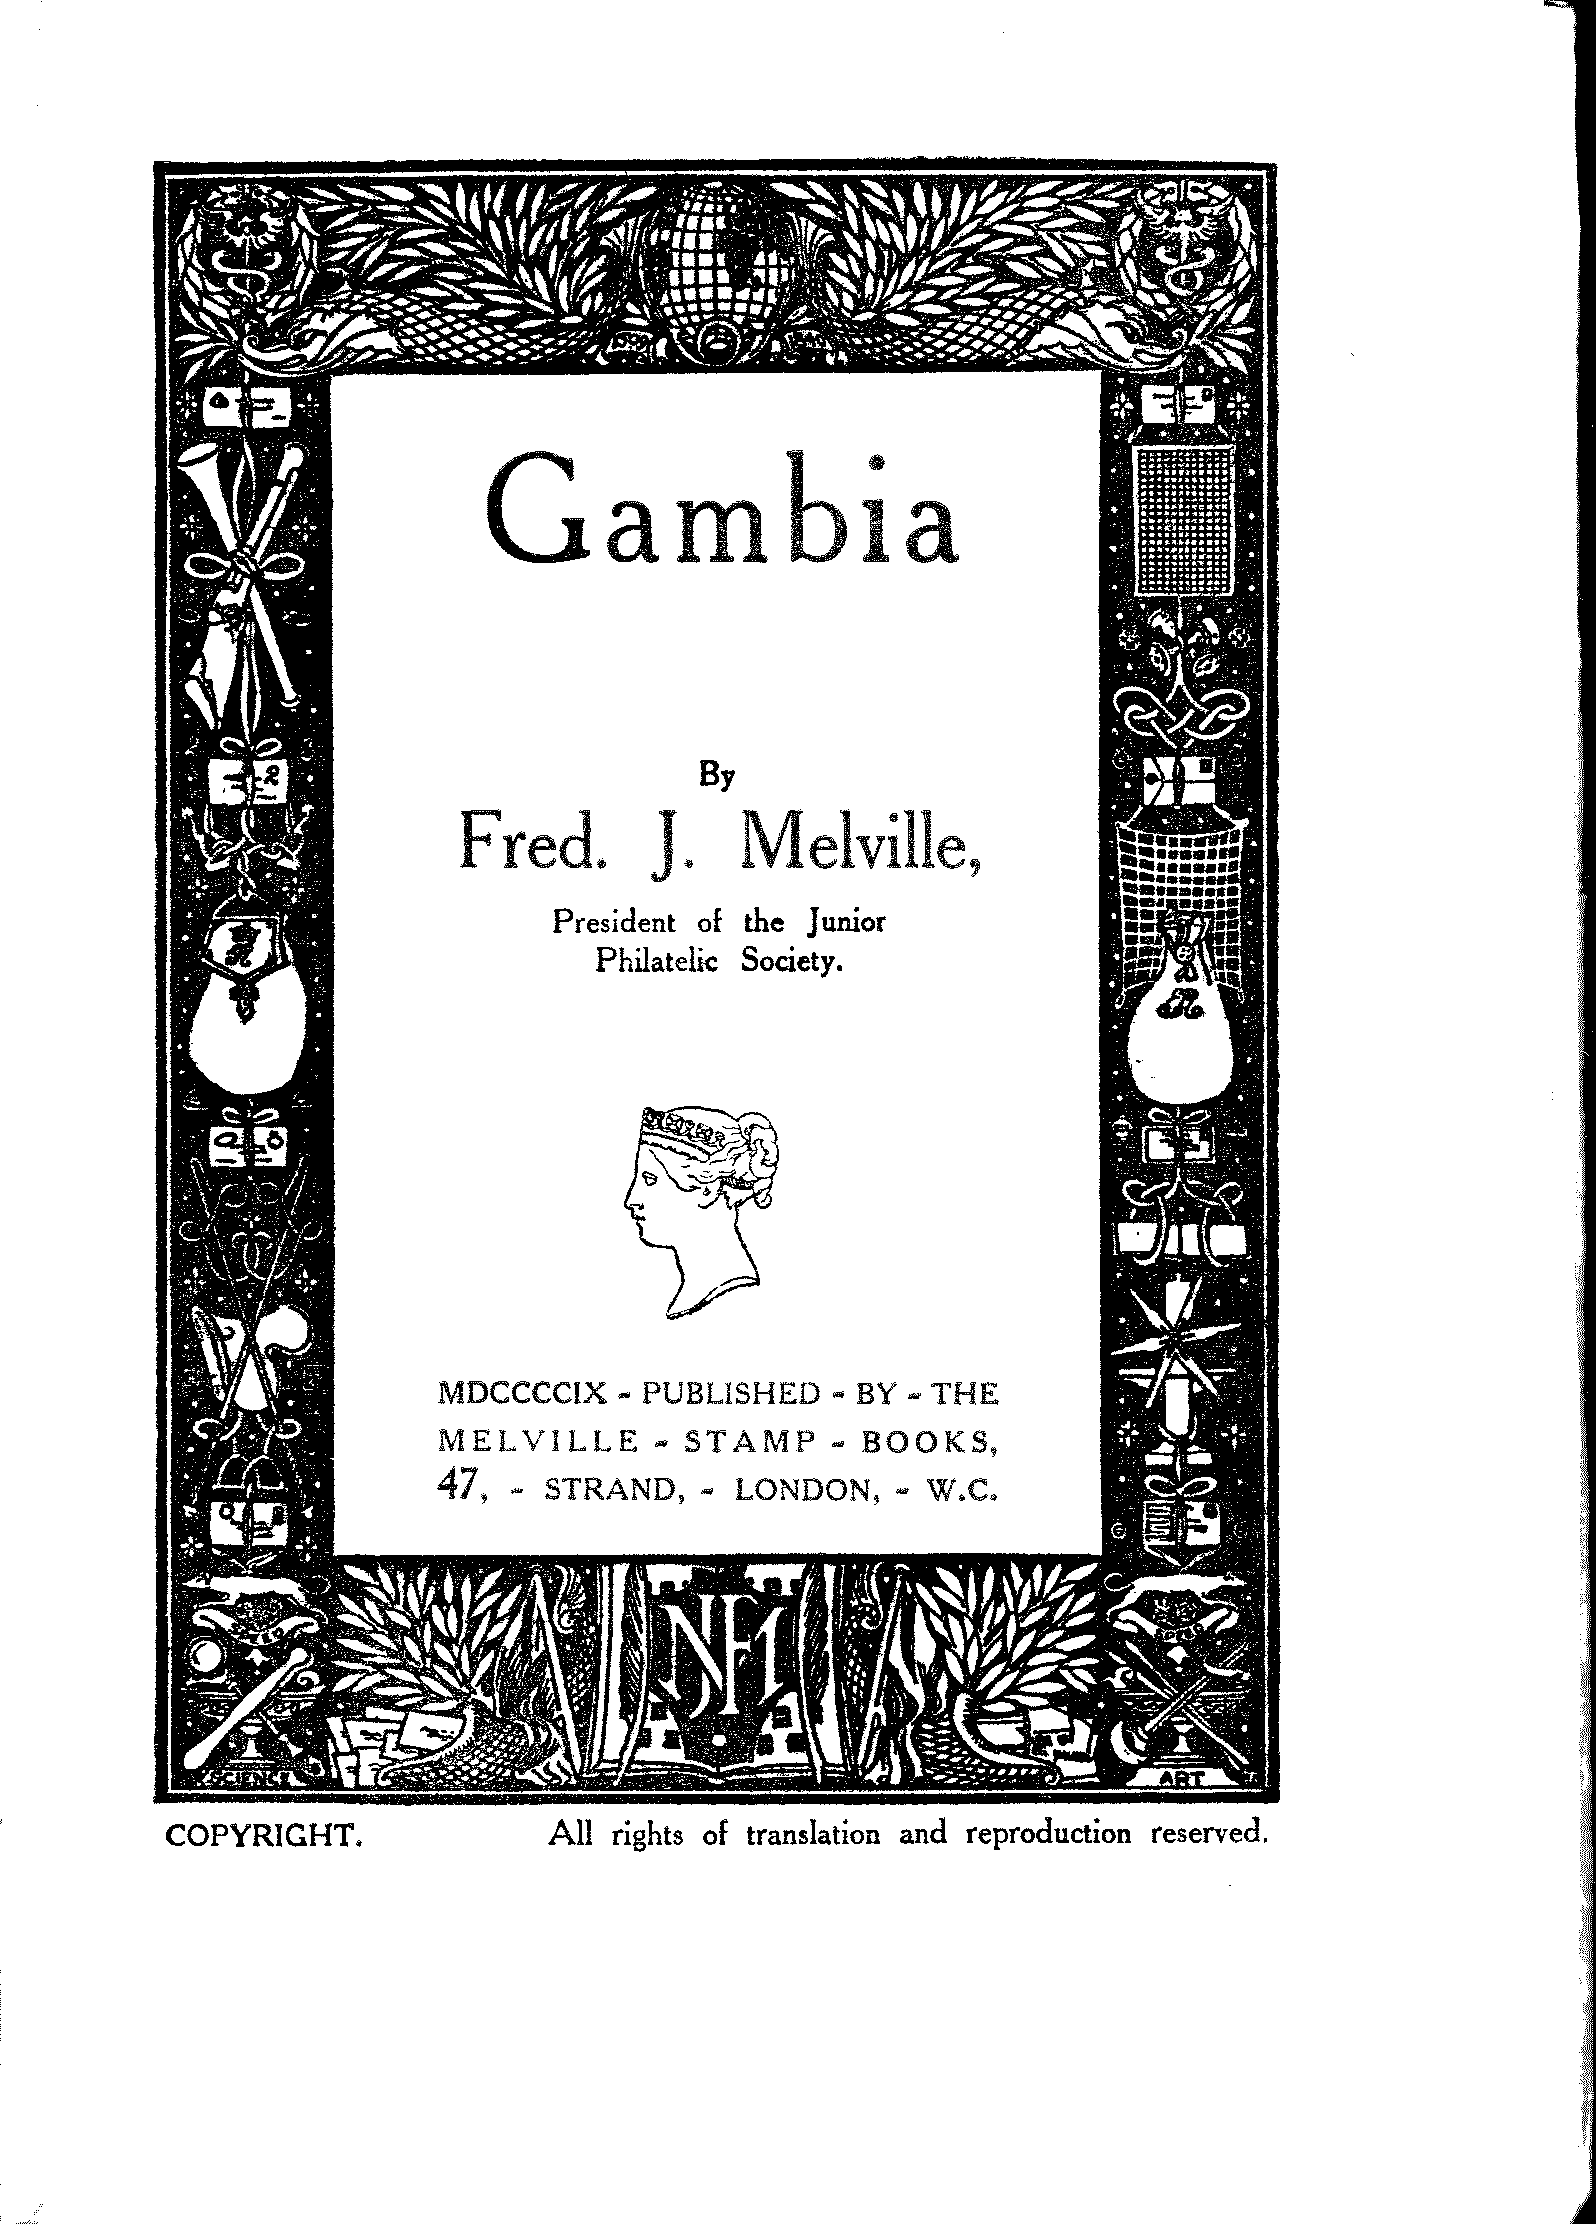 Gambia
By
Fred. J. Melville,
President of the Junior
Philatelic Society.
MDCCCCIX - PUBLISHED - BY - THE
MELVILLE - STAMP - BOOKS,
47, - STRAND, - LONDON, - W.C.
SCIENCE
ART
COPYRIGHT. All rights of translation and reproduction reserved.